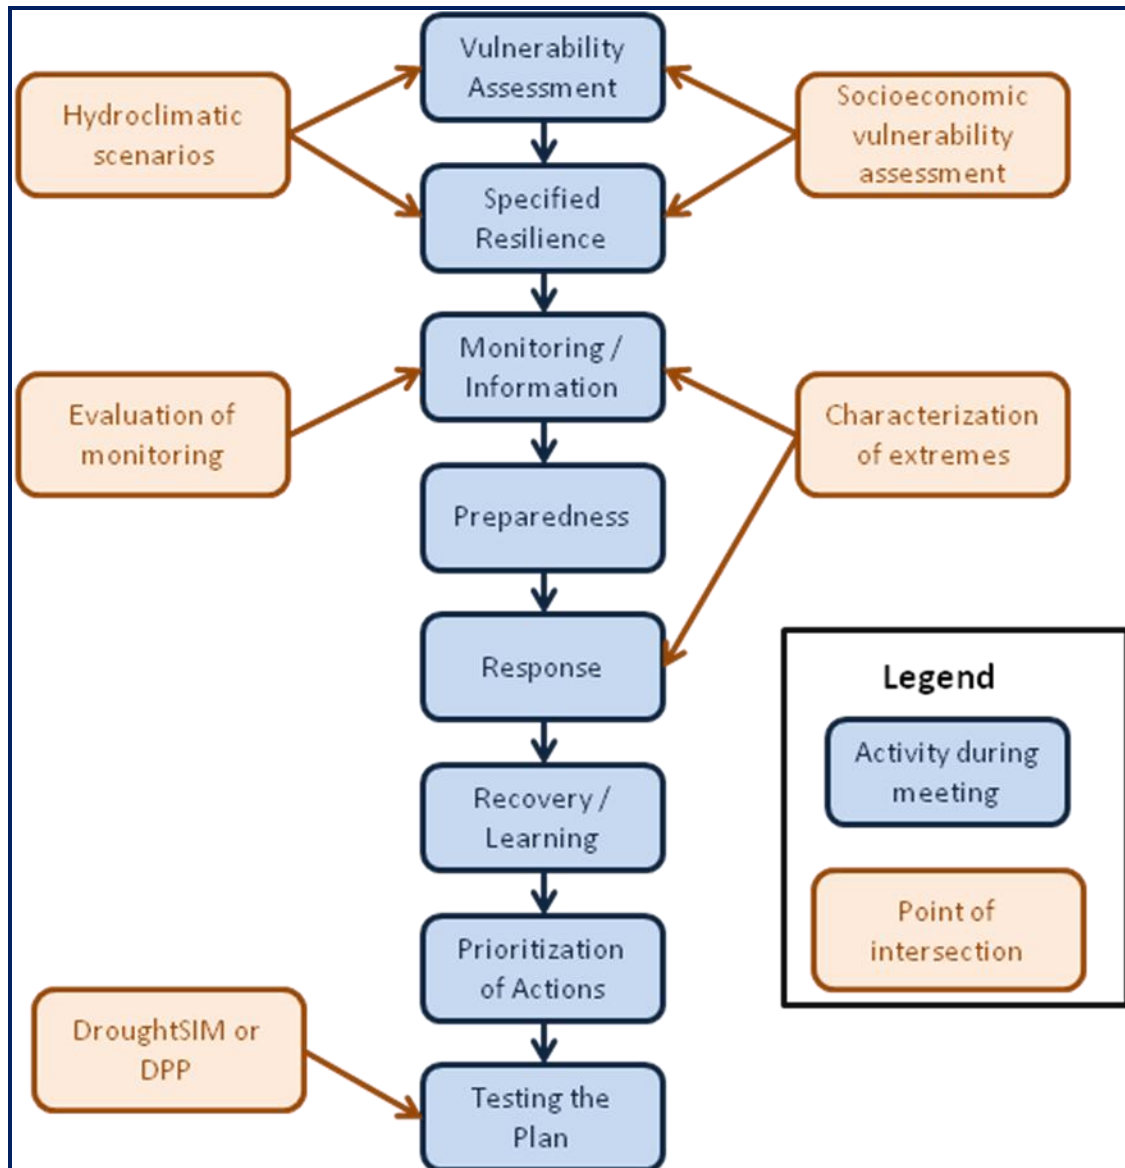 Vulnerability
Assessment
Hydroclimatic
scenarios
Socioeconomic
vulnerability
assessment
Specified
Resilience
Monitoring /
Information
Evaluation of
monitoring
Characterization
of extremes
Preparedness
Response
Recovery /
Learning
Prioritization
of Actions
DroughtSIM or
DPP
Testing the
Plan
Legend
Activity during
meeting
Point of
intersection